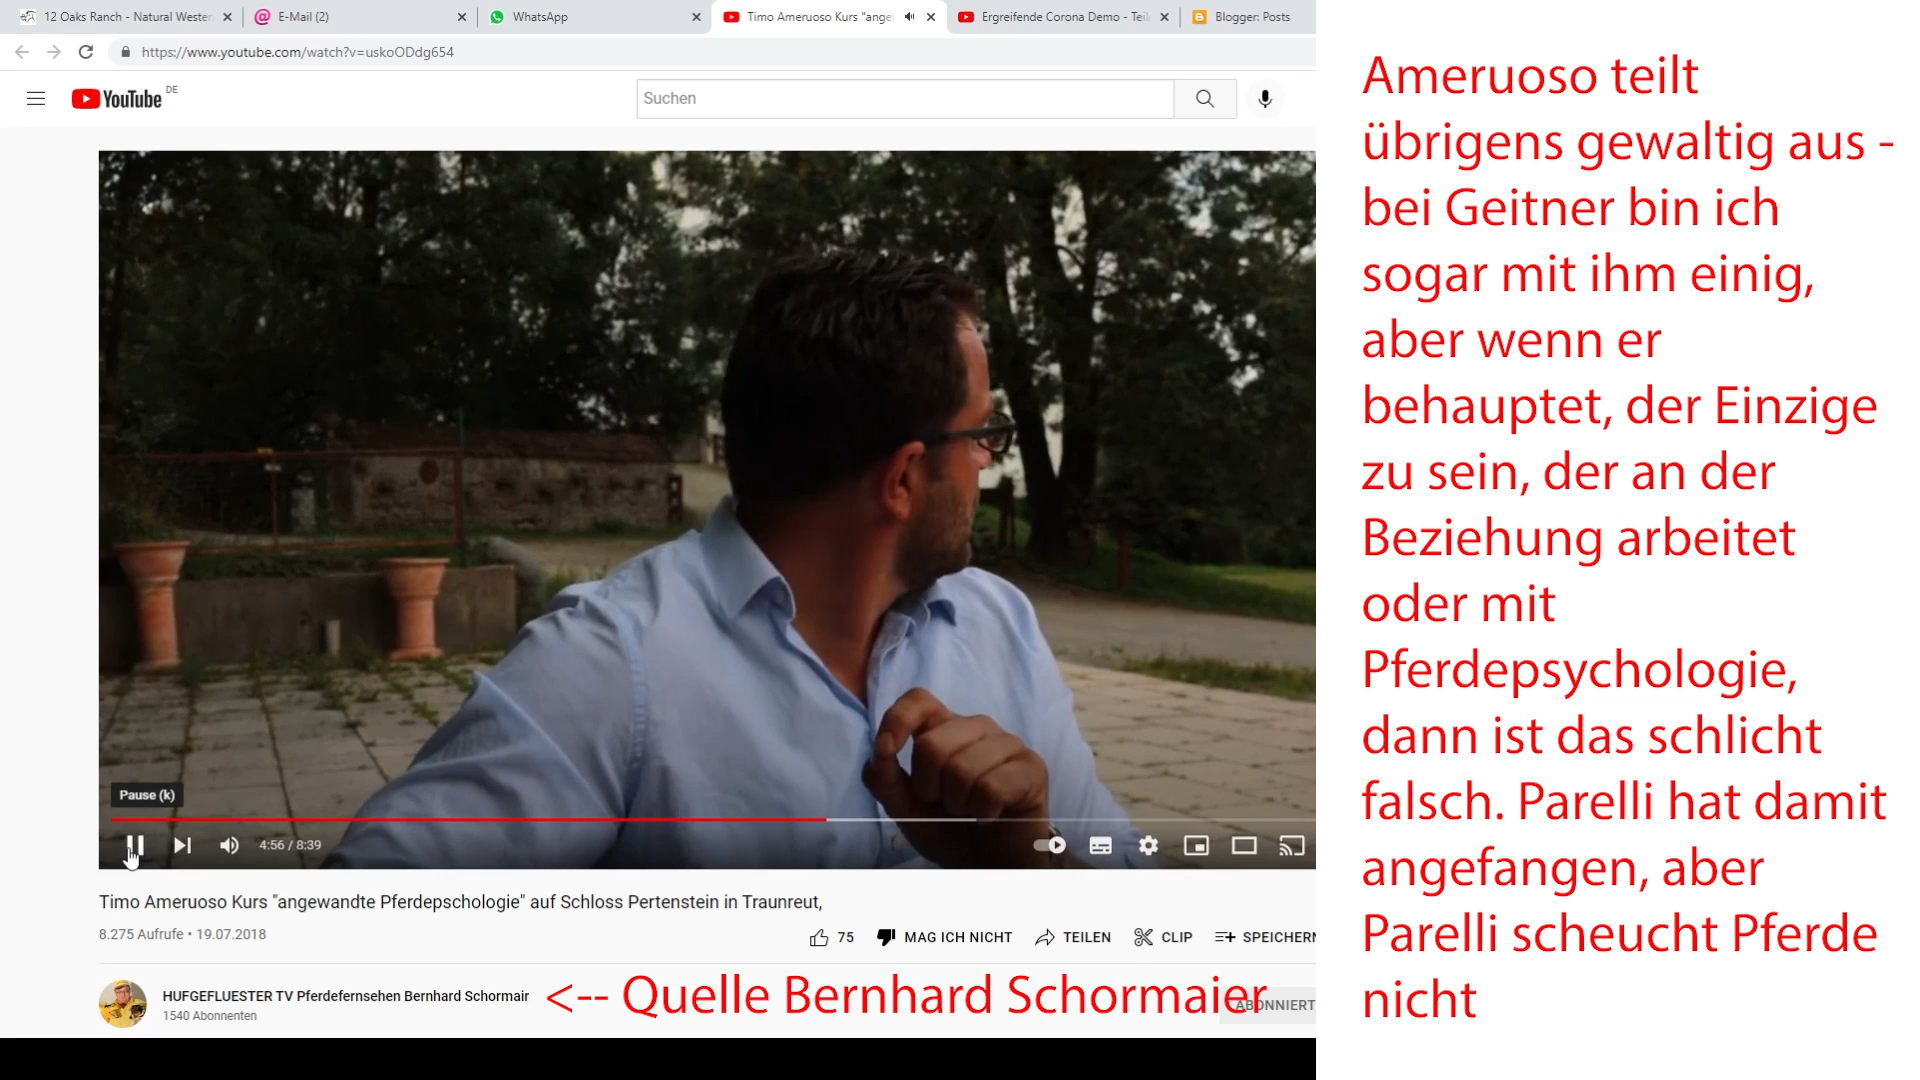 12 Oaks Ranch - Natural Wester
E-Mail (2)
WhatsApp
Timo Ameruoso Kurs "ange
Ergreifende Corona Demo - Teil
Blogger: Posts
https://www.youtube.com/watch?v=uskoODdg654
YouTube DE
Suchen
Pause (k)
4:56 / 8:39
Timo Ameruoso Kurs "angewandte Pferdepschologie" auf Schloss Pertenstein in Traunreut,
8.275 Aufrufe • 19.07.2018
75 MAG ICH NICHT TEILEN CLIP SPEICHERN
HUFGEFLUESTER TV Pferdefernsehen Bernhard Schormair
1540 Abonnenten
<-- Quelle Bernhard Schormaier
ABONNIERT
Ameruoso teilt
übrigens gewaltig aus -
bei Geitner bin ich
sogar mit ihm einig,
aber wenn er
behauptet, der Einzige
zu sein, der an der
Beziehung arbeitet
oder mit
Pferdepsychologie,
dann ist das schlicht
falsch. Parelli hat damit
angefangen, aber
Parelli scheucht Pferde
nicht